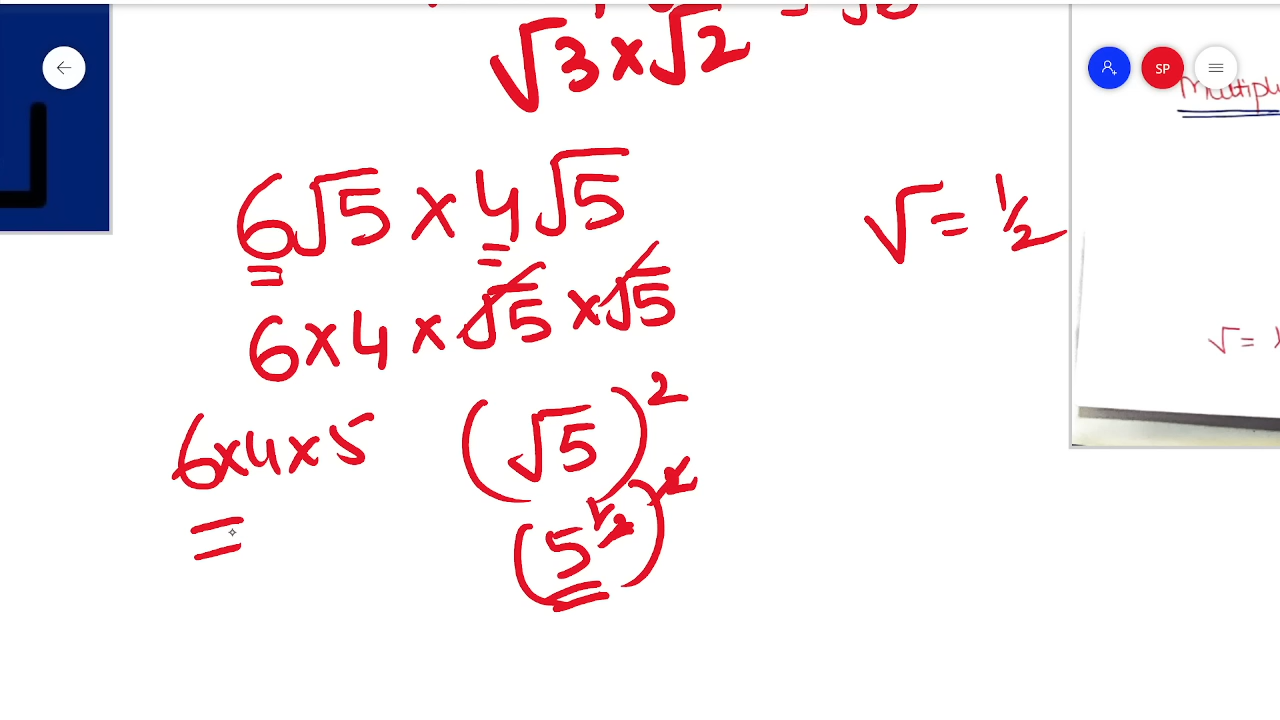 √3 × √2
SP
6√5 × 4√5
√ = 1/2
6 × 4 × √5 × √5
√ =
6 × 4 × 5
(√5)²
=
(5^1/2)^2